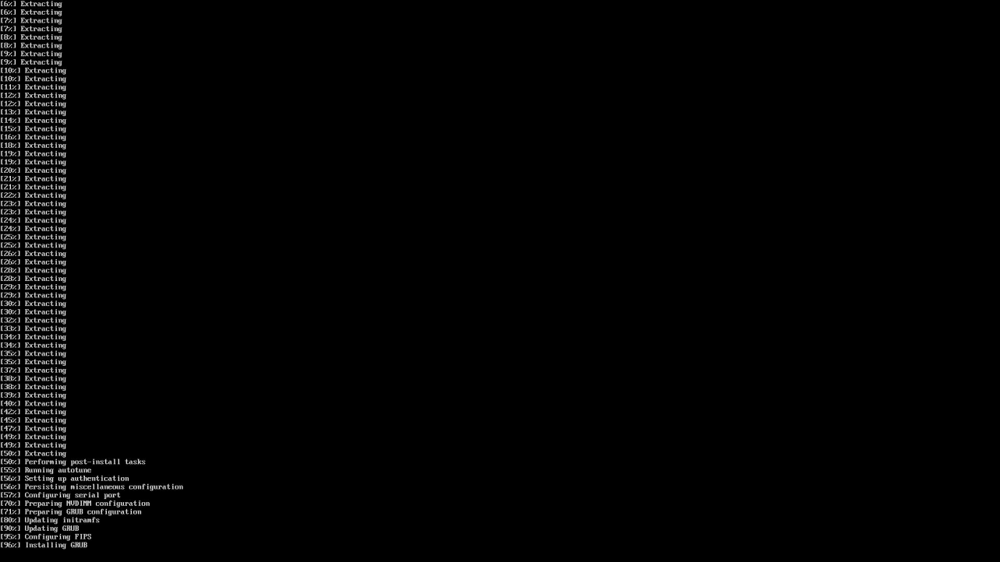 [6%] Extracting
[6%] Extracting
[7%] Extracting
[7%] Extracting
[8%] Extracting
[8%] Extracting
[9%] Extracting
[9%] Extracting
[10%] Extracting
[10%] Extracting
[11%] Extracting
[12%] Extracting
[12%] Extracting
[13%] Extracting
[14%] Extracting
[15%] Extracting
[16%] Extracting
[18%] Extracting
[19%] Extracting
[19%] Extracting
[20%] Extracting
[21%] Extracting
[21%] Extracting
[22%] Extracting
[23%] Extracting
[23%] Extracting
[24%] Extracting
[24%] Extracting
[25%] Extracting
[25%] Extracting
[26%] Extracting
[26%] Extracting
[28%] Extracting
[28%] Extracting
[29%] Extracting
[29%] Extracting
[30%] Extracting
[30%] Extracting
[32%] Extracting
[33%] Extracting
[34%] Extracting
[34%] Extracting
[35%] Extracting
[35%] Extracting
[37%] Extracting
[38%] Extracting
[38%] Extracting
[39%] Extracting
[40%] Extracting
[42%] Extracting
[45%] Extracting
[47%] Extracting
[49%] Extracting
[49%] Extracting
[50%] Extracting
[50%] Performing post-install tasks
[55%] Running autotune
[56%] Setting up authentication
[56%] Persisting miscellaneous configuration
[57%] Configuring serial port
[70%] Preparing NVDIMM configuration
[71%] Preparing GRUB configuration
[80%] Updating initramfs
[90%] Updating GRUB
[95%] Configuring FIPS
[96%] Installing GRUB